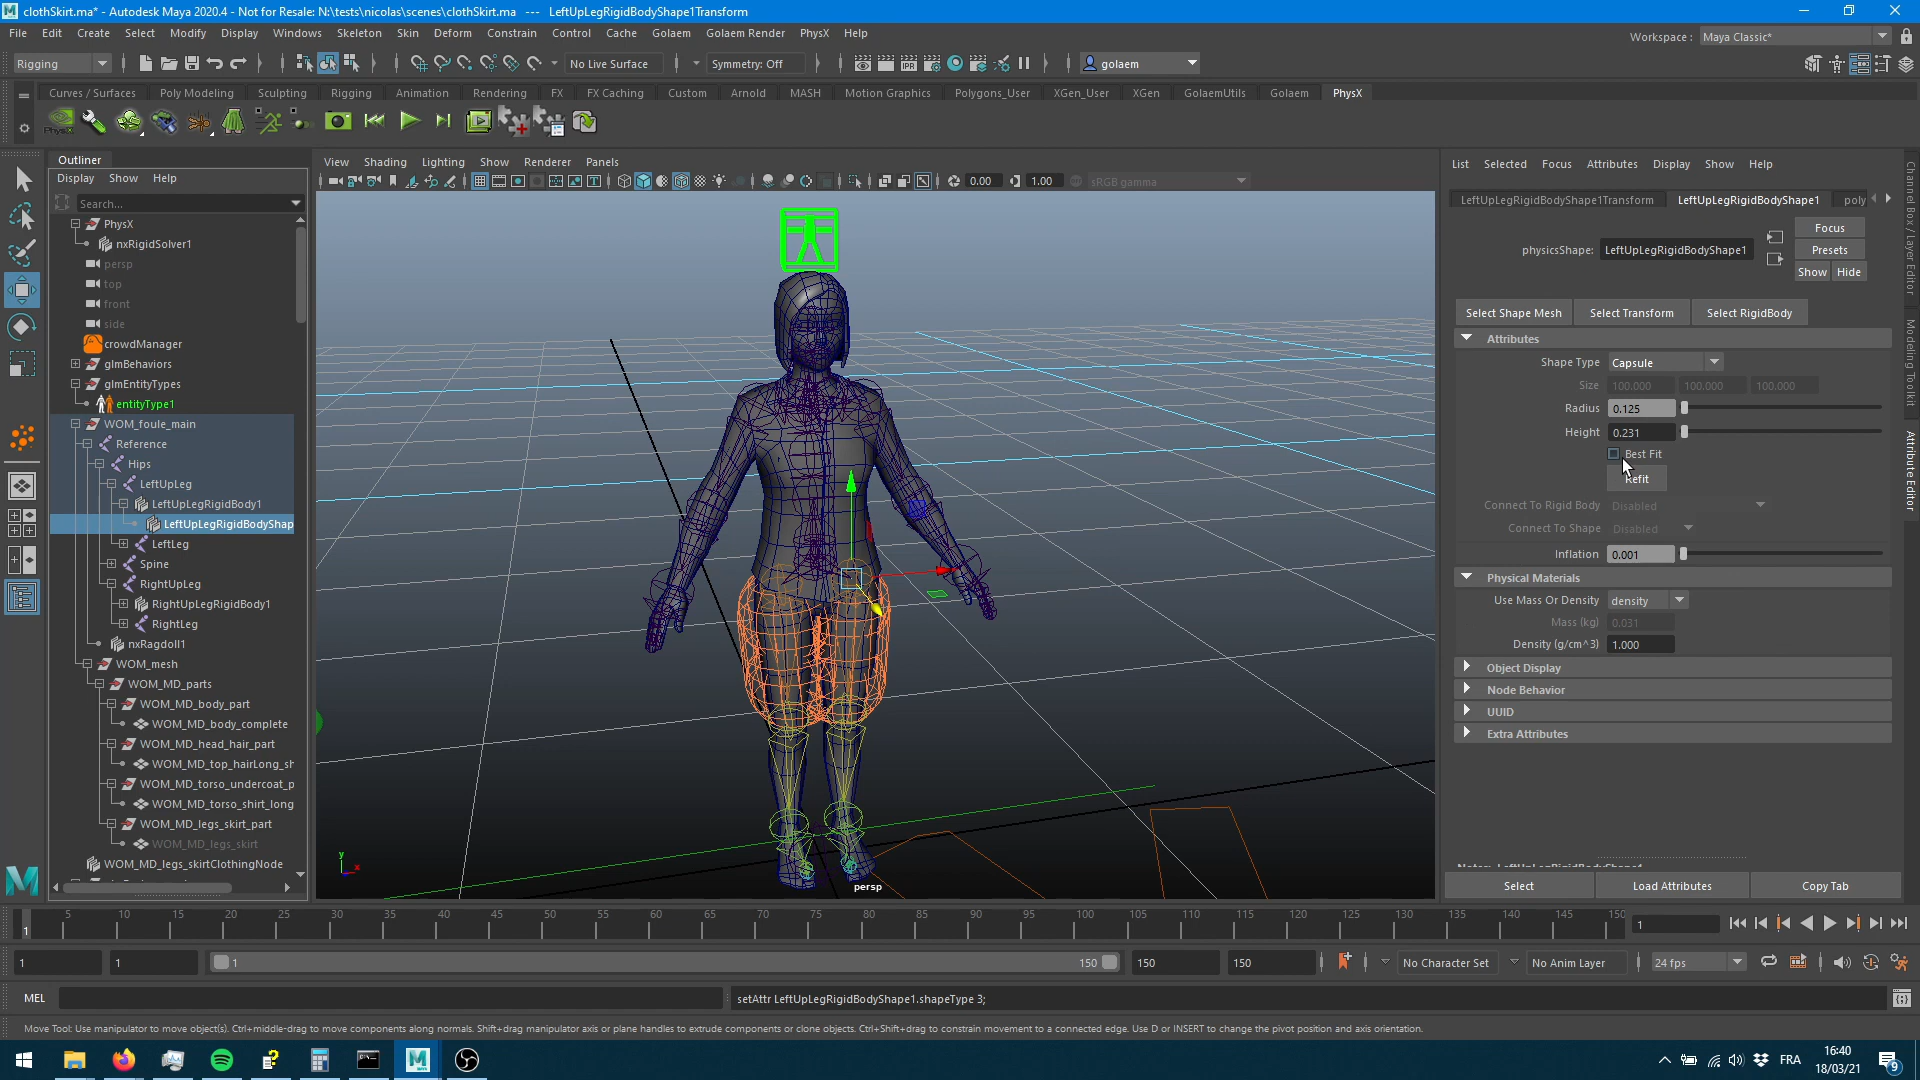 clothSkirt.ma* - Autodesk Maya 2020.4 - Not for Resale: N:\tests\nicolas\scenes\clothSkirt.ma --- LeftUpLegRigidBodyShape1Transform
File Edit Create Select Modify Display Windows Skeleton Skin Deform Constrain Control Cache Golaem Golaem Render PhysX Help
Workspace : Maya Classic*
Rigging
No Live Surface
Symmetry: Off
IPR
golaem
Curves / Surfaces Poly Modeling Sculpting Rigging Animation Rendering FX FX Caching Custom Arnold MASH Motion Graphics Polygons_User XGen_User XGen GolaemUtils Golaem PhysX
Outliner
Display Show Help
Search...
PhysX
nxRigidSolver1
persp
top
front
side
crowdManager
glmBehaviors
glmEntityTypes
entityType1
WOM_foule_main
Reference
Hips
LeftUpLeg
LeftUpLegRigidBody1
LeftUpLegRigidBodyShap
LeftLeg
Spine
RightUpLeg
RightUpLegRigidBody1
RightLeg
nxRagdoll1
WOM_mesh
WOM_MD_parts
WOM_MD_body_part
WOM_MD_body_complete
WOM_MD_head_hair_part
WOM_MD_top_hairLong_sh
WOM_MD_torso_undercoat_p
WOM_MD_torso_shirt_long
WOM_MD_legs_skirt_part
WOM_MD_legs_skirt
WOM_MD_legs_skirtClothingNode
View Shading Lighting Show Renderer Panels
0.00
1.00
sRGB gamma
y
x
persp
List Selected Focus Attributes Display Show Help
LeftUpLegRigidBodyShape1Transform LeftUpLegRigidBodyShape1 poly
physicsShape: LeftUpLegRigidBodyShape1
Focus
Presets
Show Hide
Select Shape Mesh Select Transform Select RigidBody
Attributes
Shape Type Capsule
Size 100.000 100.000 100.000
Radius 0.125
Height 0.231
Best Fit
Refit
Connect To Rigid Body Disabled
Connect To Shape Disabled
Inflation 0.001
Physical Materials
Use Mass Or Density density
Mass (kg) 0.031
Density (g/cm^3) 1.000
Object Display
Node Behavior
UUID
Extra Attributes
Select Load Attributes Copy Tab
Channel Box / Layer Editor
Modeling Toolkit
Attribute Editor
5 10 15 20 25 30 35 40 45 50 55 60 65 70 75 80 85 90 95 100 105 110 115 120 125 130 135 140 145 150
1
1
1 1 1 150 150 150 No Character Set No Anim Layer 24 fps
MEL setAttr LeftUpLegRigidBodyShape1.shapeType 3;
Move Tool: Use manipulator to move object(s). Ctrl+middle-drag to move components along normals. Shift+drag manipulator axis or plane handles to extrude components or clone objects. Ctrl+Shift+drag to constrain movement to a connected edge. Use D or INSERT to change the pivot position and axis orientation.
FRA
16:40
18/03/21
9